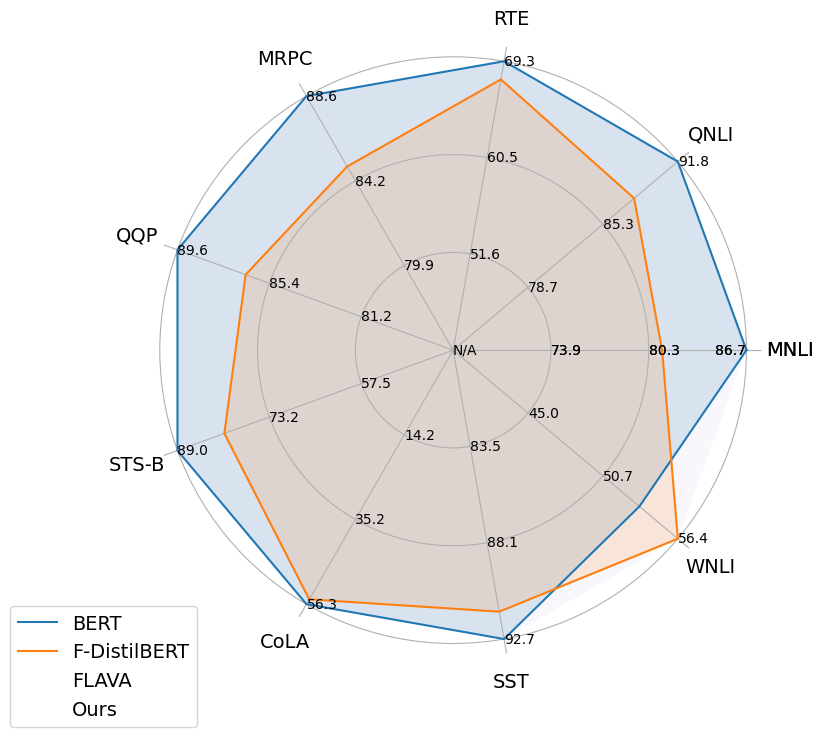 RTE
MRPC
69.3
88.6
QNLI
91.8
60.5
84.2
QQP
89.6
85.3
51.6
79.9
85.4
78.7
81.2
N/A
73.9
80.3
86.7
MNLI
57.5
45.0
73.2
14.2
83.5
STS-B
89.0
50.7
35.2
88.1
56.4
WNLI
56.3
CoLA
92.7
SST
BERT
F-DistilBERT
FLAVA
Ours